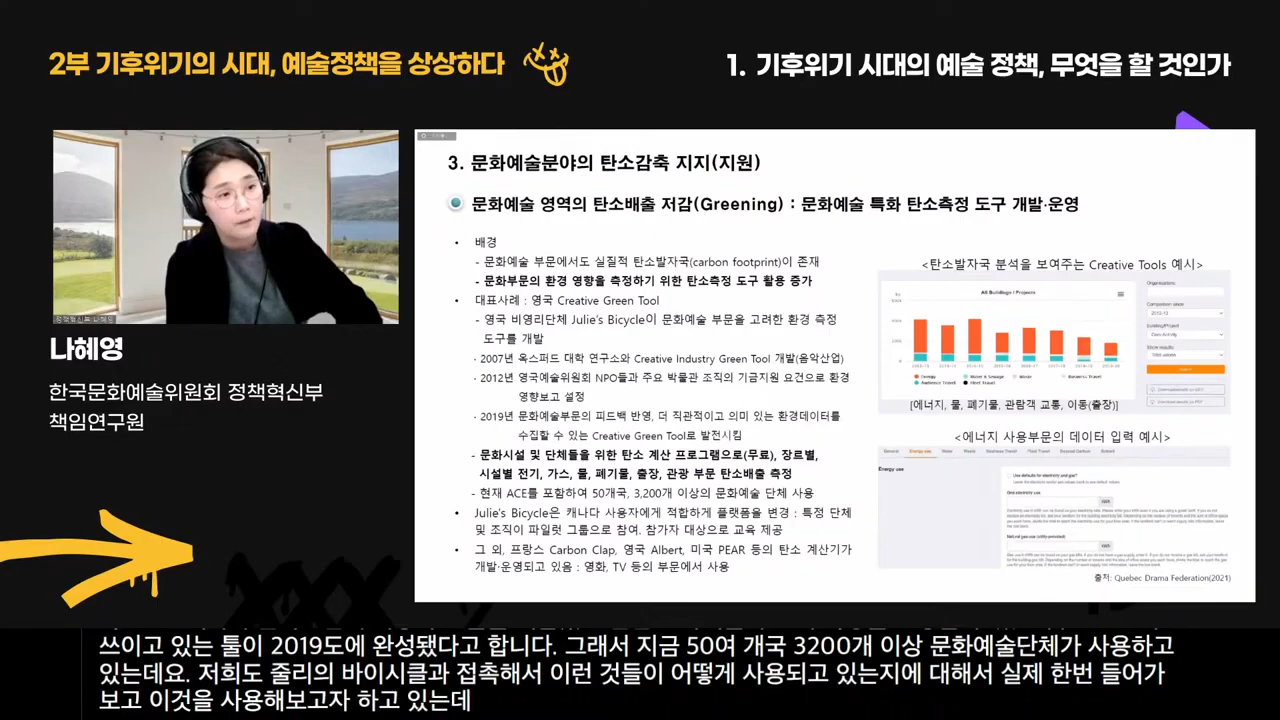 2부 기후위기의 시대, 예술정책을 상상하다
1. 기후위기 시대의 예술 정책, 무엇을 할 것인가
나혜영
한국문화예술위원회 정책혁신부
책임연구원
3. 문화예술분야의 탄소감축 지지(지원)
문화예술 영역의 탄소배출 저감(Greening) : 문화예술 특화 탄소측정 도구 개발·운영
• 배경
- 문화예술 부문에서도 실질적 탄소발자국(carbon footprint)이 존재
- 문화부문의 환경 영향을 측정하기 위한 탄소측정 도구 활용 증가
• 대표사례 : 영국 Creative Green Tool
- 영국비영리단체 Julie's Bicycle이 문화예술 부문을 고려한 환경 측정
도구를 개발
- 2007년 옥스퍼드 대학 연구소와 Creative Industry Green Tool 개발(음악산업)
- 2012년 영국예술위원회 NPO들과 주요 박물관 조직의 기금지원 요건으로 환경
영향보고 설정
- 2019년 문화예술부문의 피드백 반영, 더 직관적이고 의미 있는 환경데이터를
수집할 수 있는 Creative Green Tool로 발전시킴
- 문화시설 및 단체들을 위한 탄소 계산 프로그램으로(무료), 장르별,
시설별 전기, 가스, 물, 폐기물, 출장, 관광 부문 탄소배출 측정
- 현재 ACE를 포함하여 50개국, 3,200개 이상의 문화예술 단체 사용
• Julie's Bicycle은 캐나다 사용자에게 적합하게 플랫폼을 변경 : 특정 단체
및 조직이 파일럿 그룹으로 참여, 참여자 대상으로 교육 제공
• 그 외, 프랑스 Carbon Clap, 영국 Albert, 미국 PEAR 등의 탄소 계산기가
개발·운영되고 있음 : 영화, TV 등의 부문에서 사용
<탄소발자국 분석을 보여주는 Creative Tools 예시>
All Buildings / Projects
[에너지, 물, 폐기물, 관람객 교통, 이동(출장)]
<에너지 사용부문의 데이터 입력 예시>
Energy use
출처: Quebec Drama Federation(2021)
쓰이고 있는 툴이 2019도에 완성됐다고 합니다. 그래서 지금 50여 개국 3200개 이상 문화예술단체가 사용하고
있는데요. 저희도 줄리의 바이시클과 접촉해서 이런 것들이 어떻게 사용되고 있는지에 대해서 실제 한번 들어가
보고 이것을 사용해보고자 하고 있는데